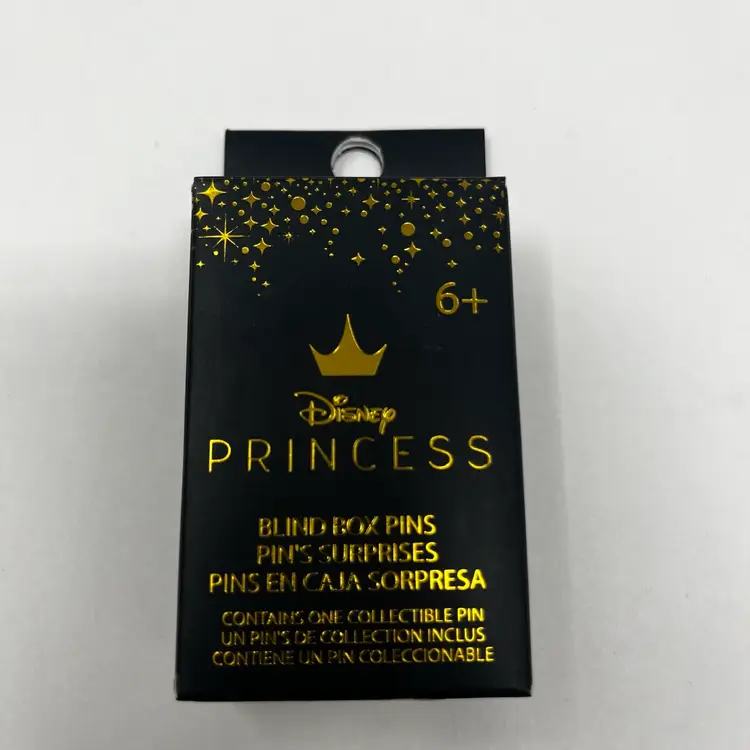 6+
Disney
PRINCESS
BLIND BOX PINS
PIN'S SURPRISES
PINS EN CAJA SORPRESA
CONTAINS ONE COLLECTIBLE PIN
UN PIN'S DE COLLECTION INCLUS
CONTIENE UN PIN COLECCIONABLE